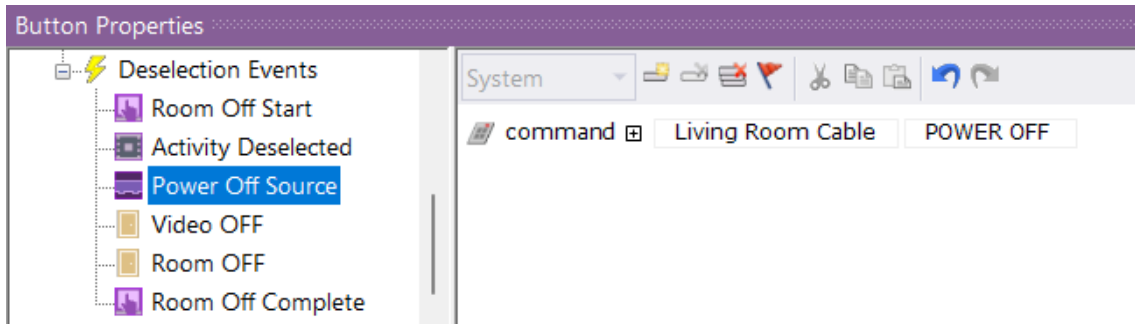 Button Properties
Deselection Events
Room Off Start
Activity Deselected
Power Off Source
Video OFF
Room OFF
Room Off Complete
System
command Living Room Cable POWER OFF